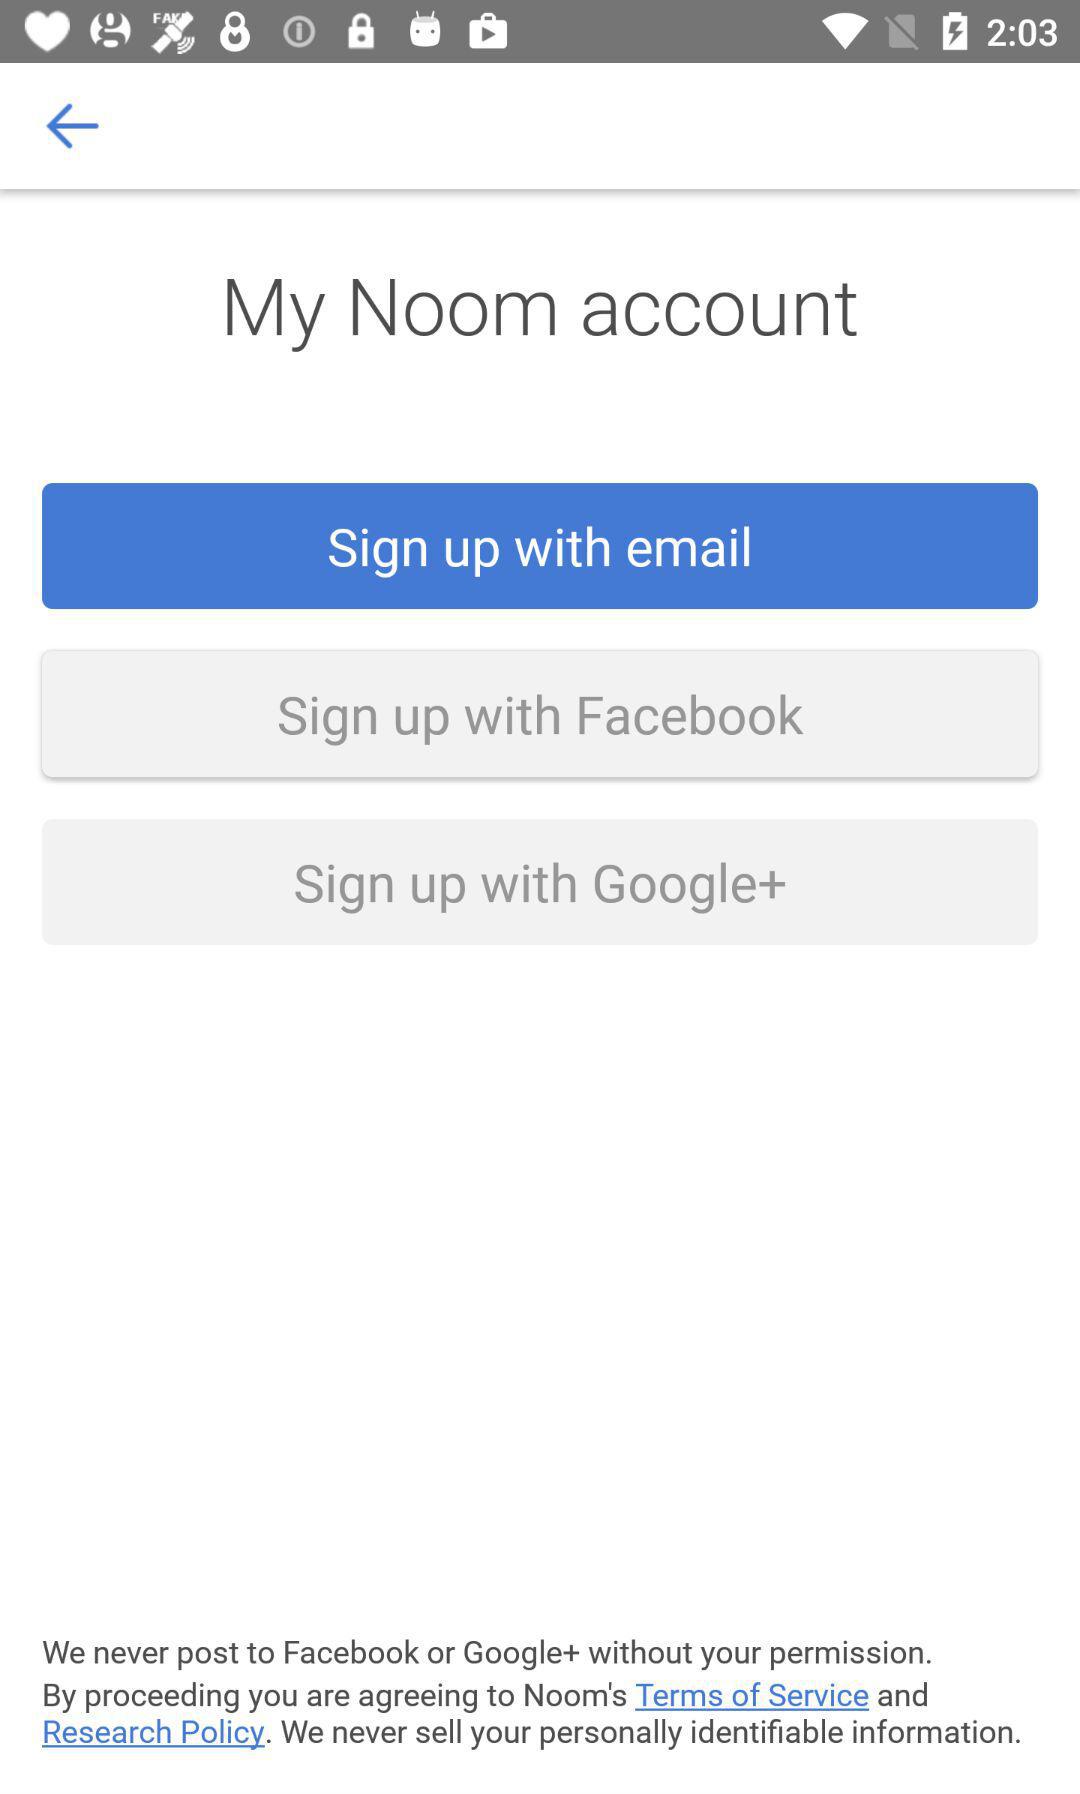 FAKE
2:03
My Noom account
Sign up with email
Sign up with Facebook
Sign up with Google+
We never post to Facebook or Google+ without your permission.
By proceeding you are agreeing to Noom's Terms of Service and
Research Policy. We never sell your personally identifiable information.